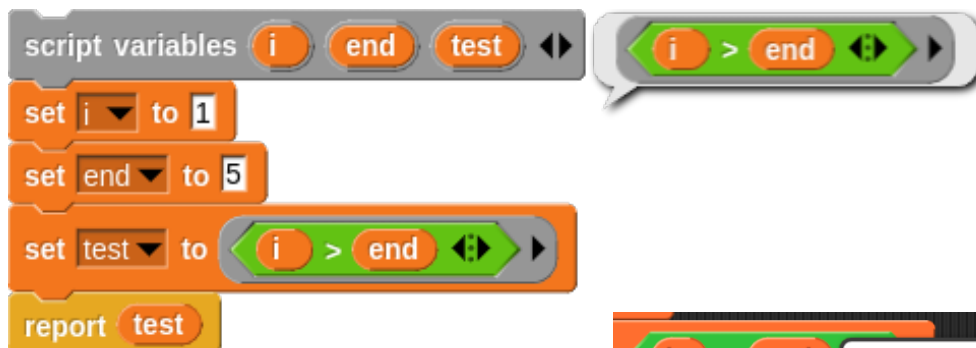 script variables i end test
i > end
set i to 1
set end to 5
set test to i > end
report test